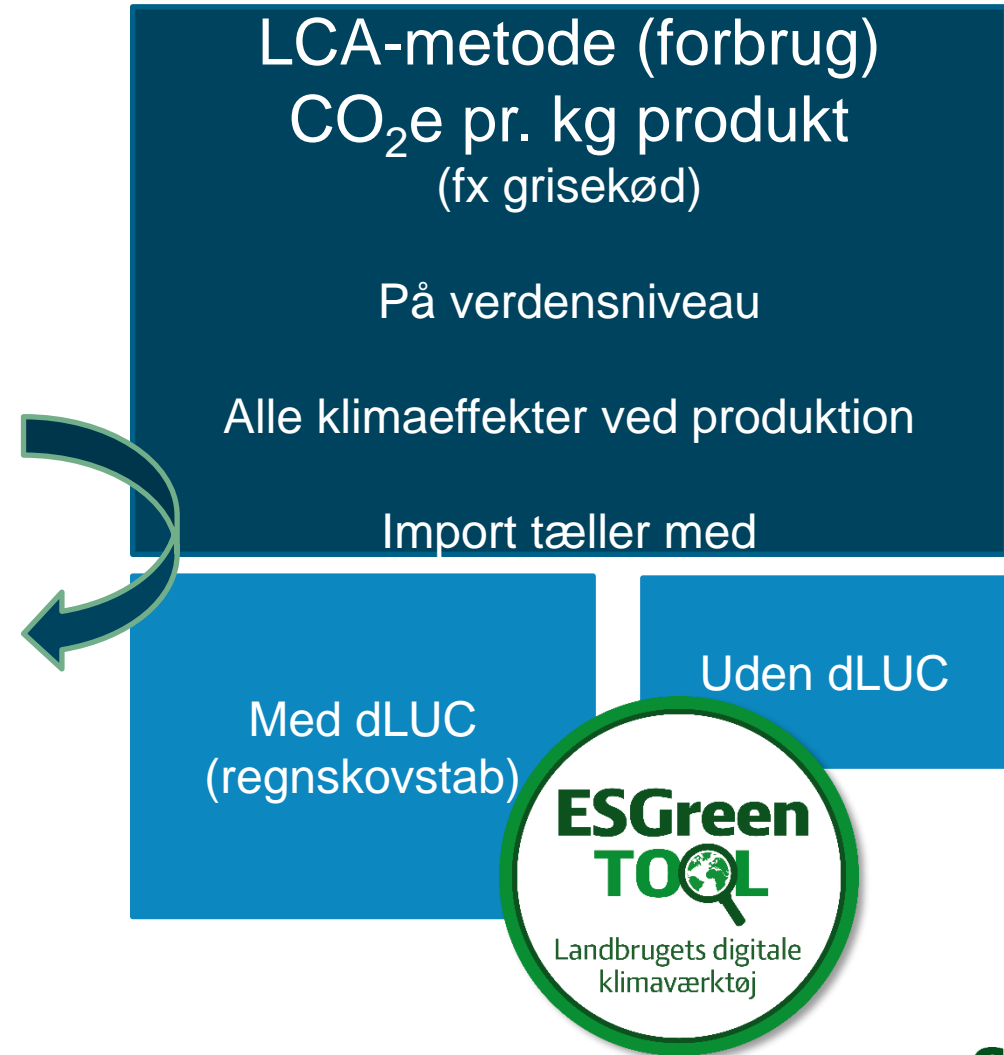 LCA-metode (forbrug)
CO₂e pr. kg produkt
(fx grisekød)
På verdensniveau
Alle klimaeffekter ved produktion
Import tæller med
Med dLUC
(regnskovstab)
Uden dLUC
ESGreen
TOOL
Landbrugets digitale
klimaværktøj